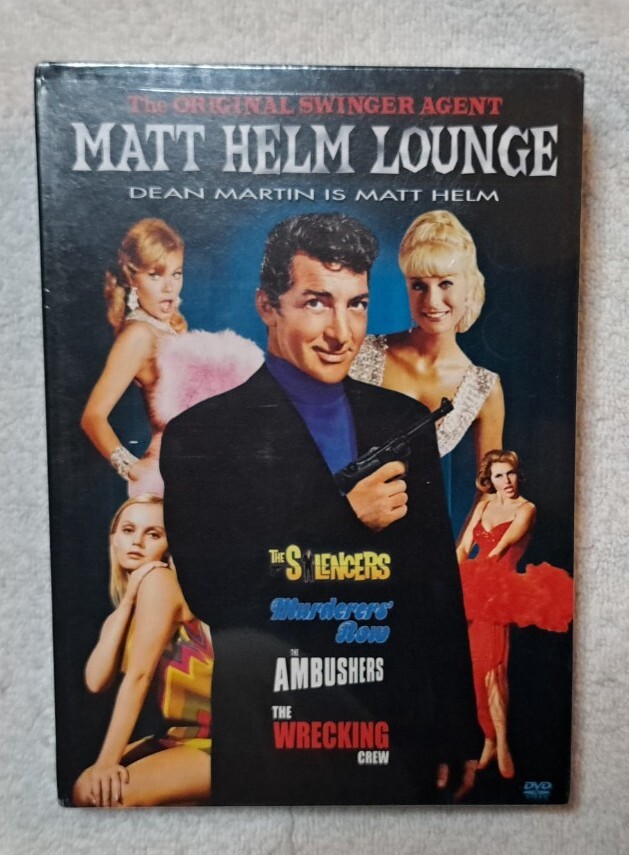 The ORIGINAL SWINGER AGENT
MATT HELM LOUNGE
DEAN MARTIN IS MATT HELM
THE SILENCERS
Murderers'
Row
THE
AMBUSHERS
THE
WRECKING
CREW
DVD
VIDEO